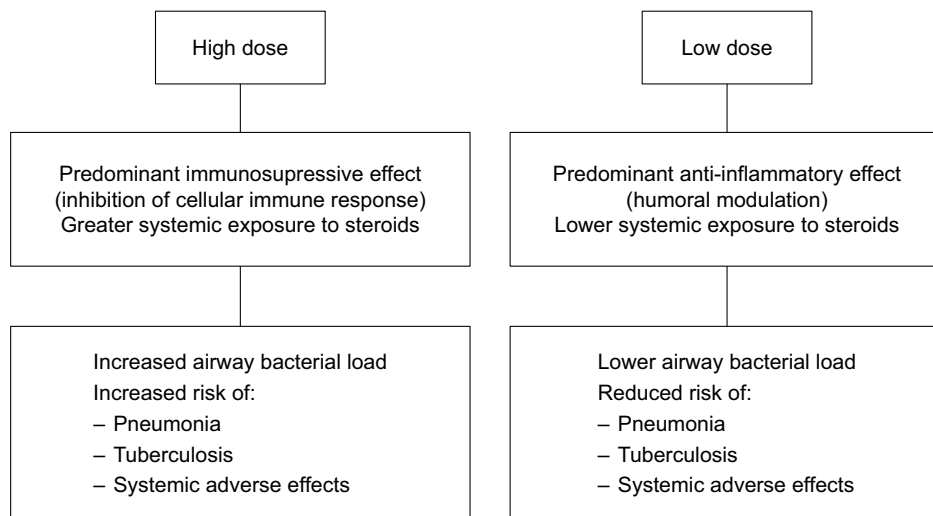 High dose
Predominant immunosupressive effect
(inhibition of cellular immune response)
Greater systemic exposure to steroids
Increased airway bacterial load
Increased risk of:
– Pneumonia
– Tuberculosis
– Systemic adverse effects
Low dose
Predominant anti-inflammatory effect
(humoral modulation)
Lower systemic exposure to steroids
Lower airway bacterial load
Reduced risk of:
– Pneumonia
– Tuberculosis
– Systemic adverse effects